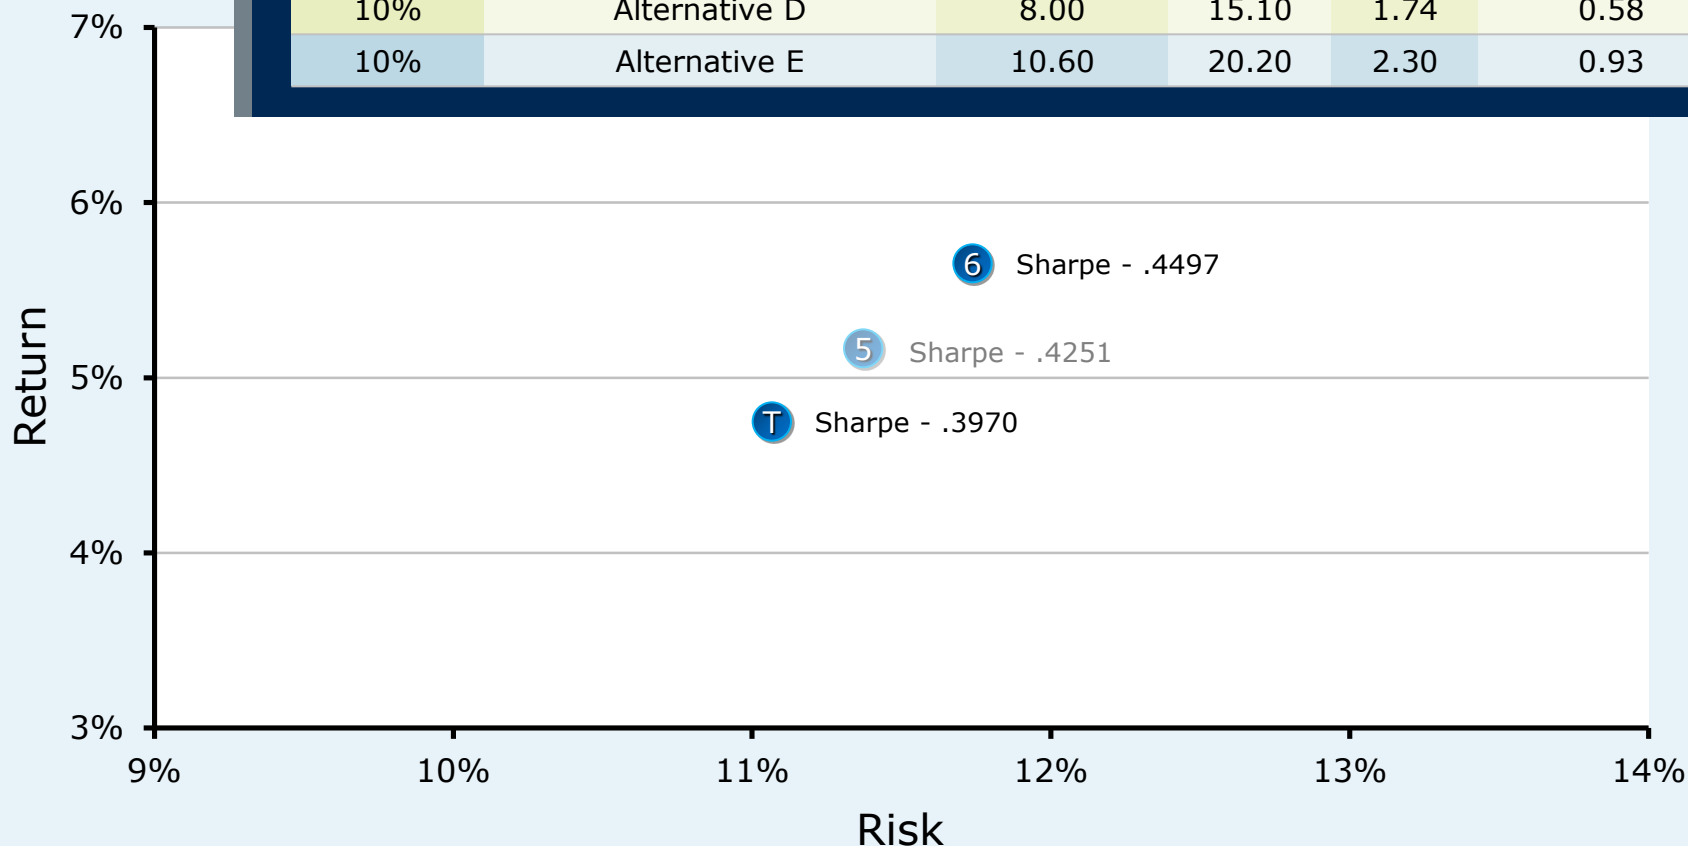 10% Alternative D 8.00 15.10 1.74 0.58
7%
10% Alternative E 10.60 20.20 2.30 0.93
6%
6 Sharpe - .4497
5 Sharpe - .4251
5%
T Sharpe - .3970
Return
4%
3%
9% 10% 11% 12% 13% 14%
Risk